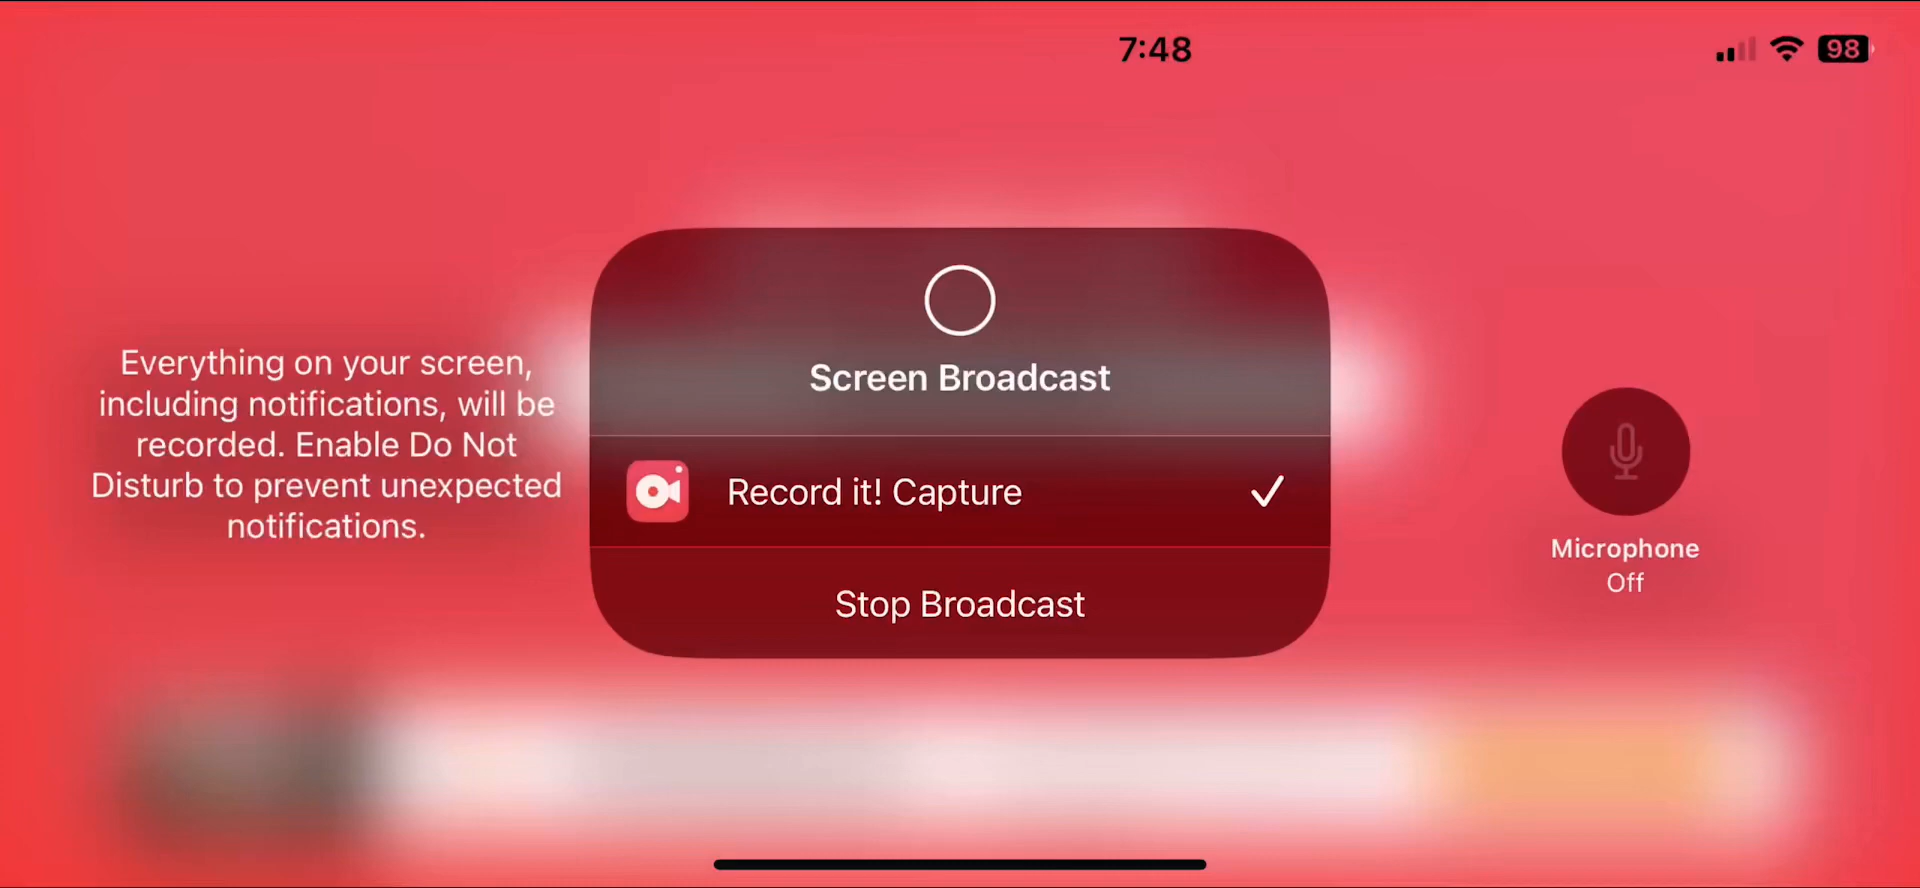 7:48
98
Everything on your screen,
including notifications, will be
recorded. Enable Do Not
Disturb to prevent unexpected
notifications.
Screen Broadcast
Record it! Capture
Stop Broadcast
Microphone
Off